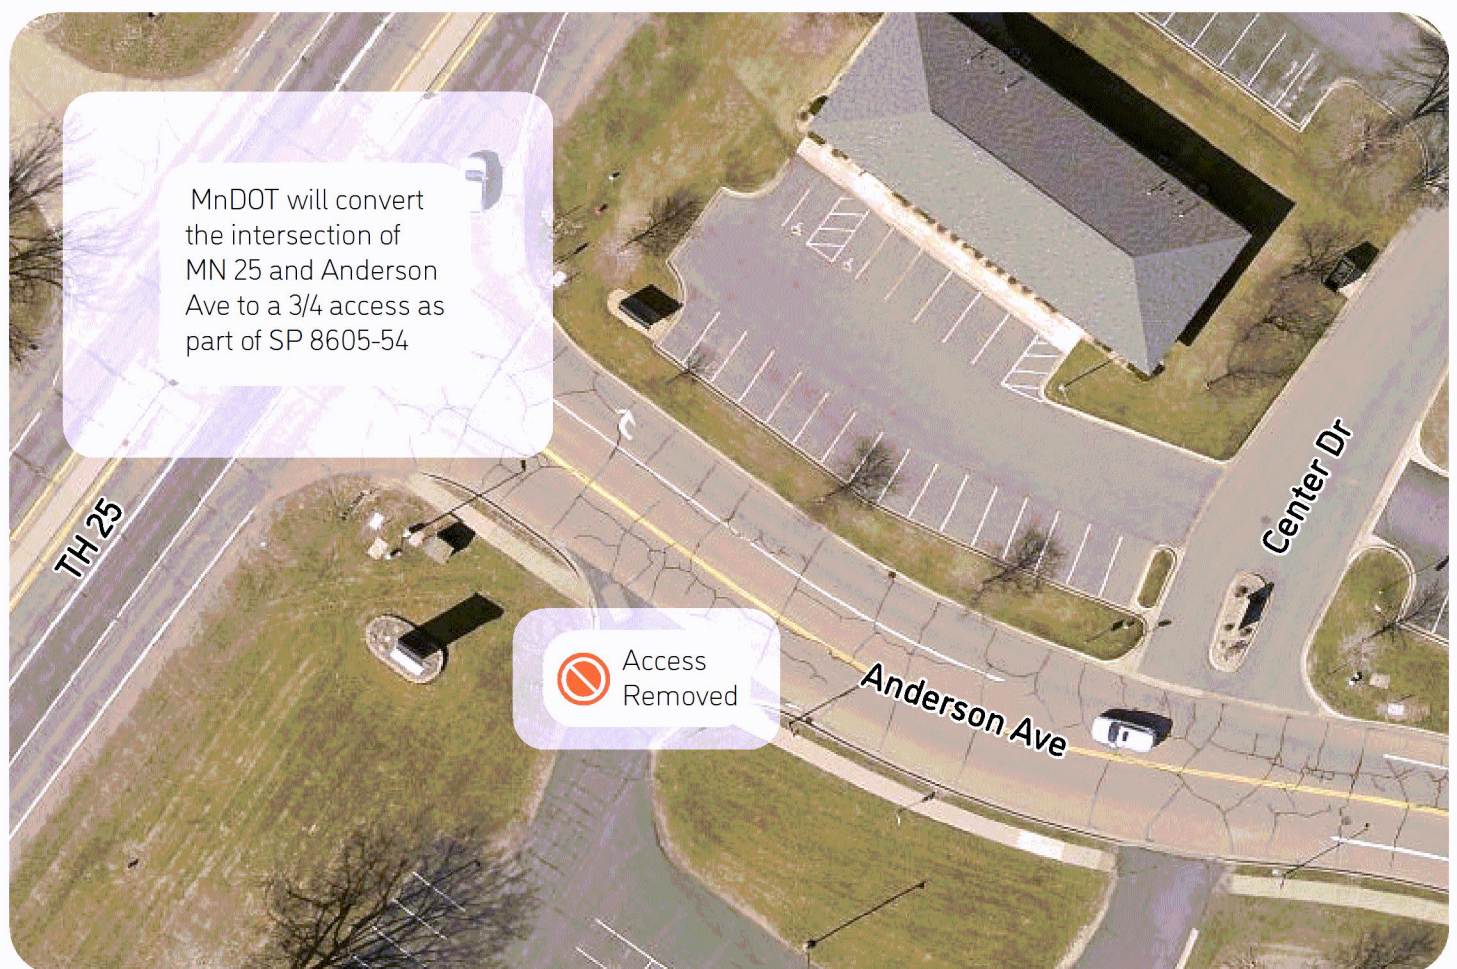 MnDOT will convert
the intersection of
MN 25 and Anderson
Ave to a 3/4 access as
part of SP 8605-54
TH 25
Center Dr
Access
Removed
Anderson Ave